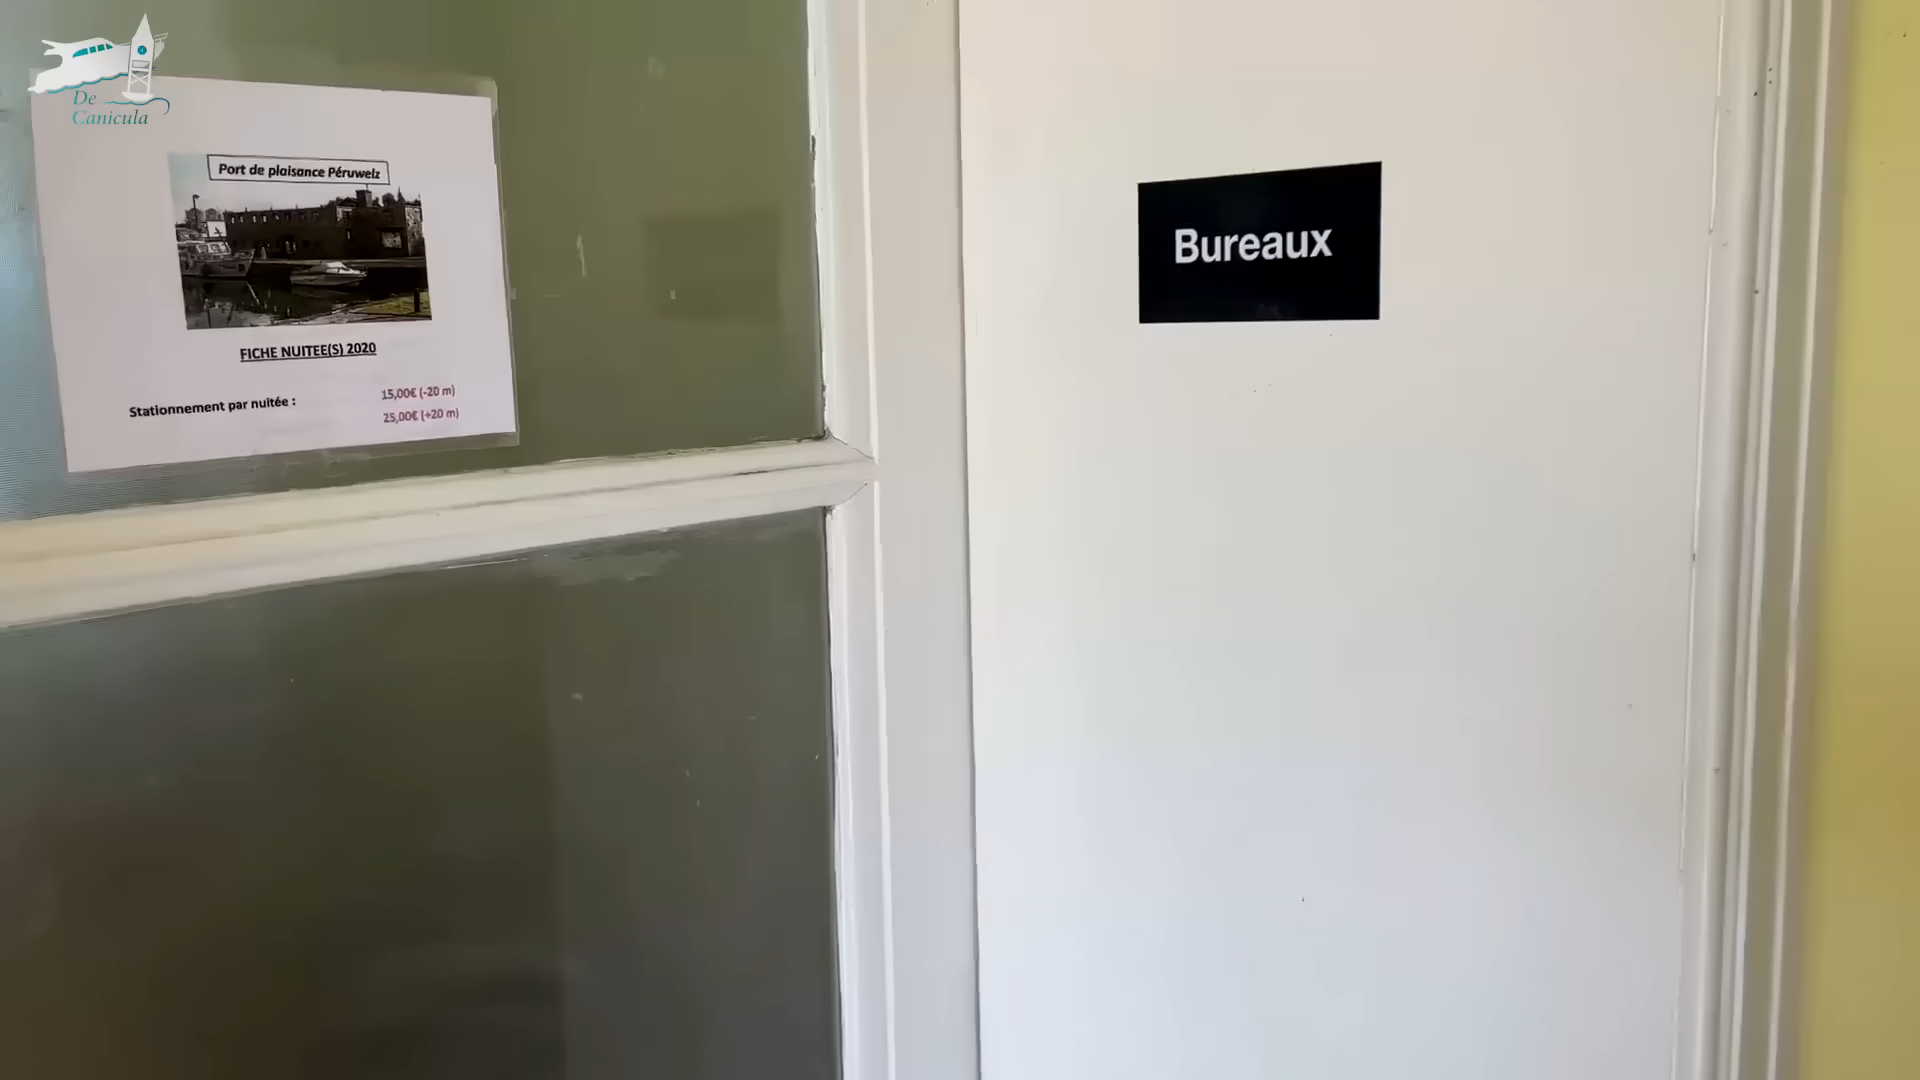 De
Canicula
Port de plaisance Péruwelz
FICHE NUITEE(S) 2020
Stationnement par nuitée :
15,00€ (-20 m)
25,00€ (+20 m)
Bureaux